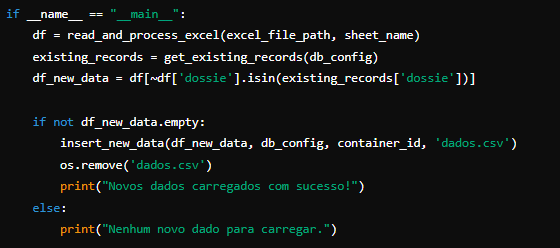 if __name__ == "__main__":
    df = read_and_process_excel(excel_file_path, sheet_name)
    existing_records = get_existing_records(db_config)
    df_new_data = df[~df['dossie'].isin(existing_records['dossie'])]

    if not df_new_data.empty:
        insert_new_data(df_new_data, db_config, container_id, 'dados.csv')
        os.remove('dados.csv')
        print("Novos dados carregados com sucesso!")
    else:
        print("Nenhum novo dado para carregar.")